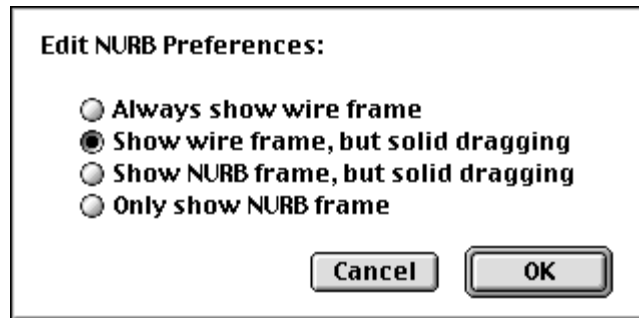 Edit NURB Preferences:
Always show wire frame
Show wire frame, but solid dragging
Show NURB frame, but solid dragging
Only show NURB frame
Cancel OK